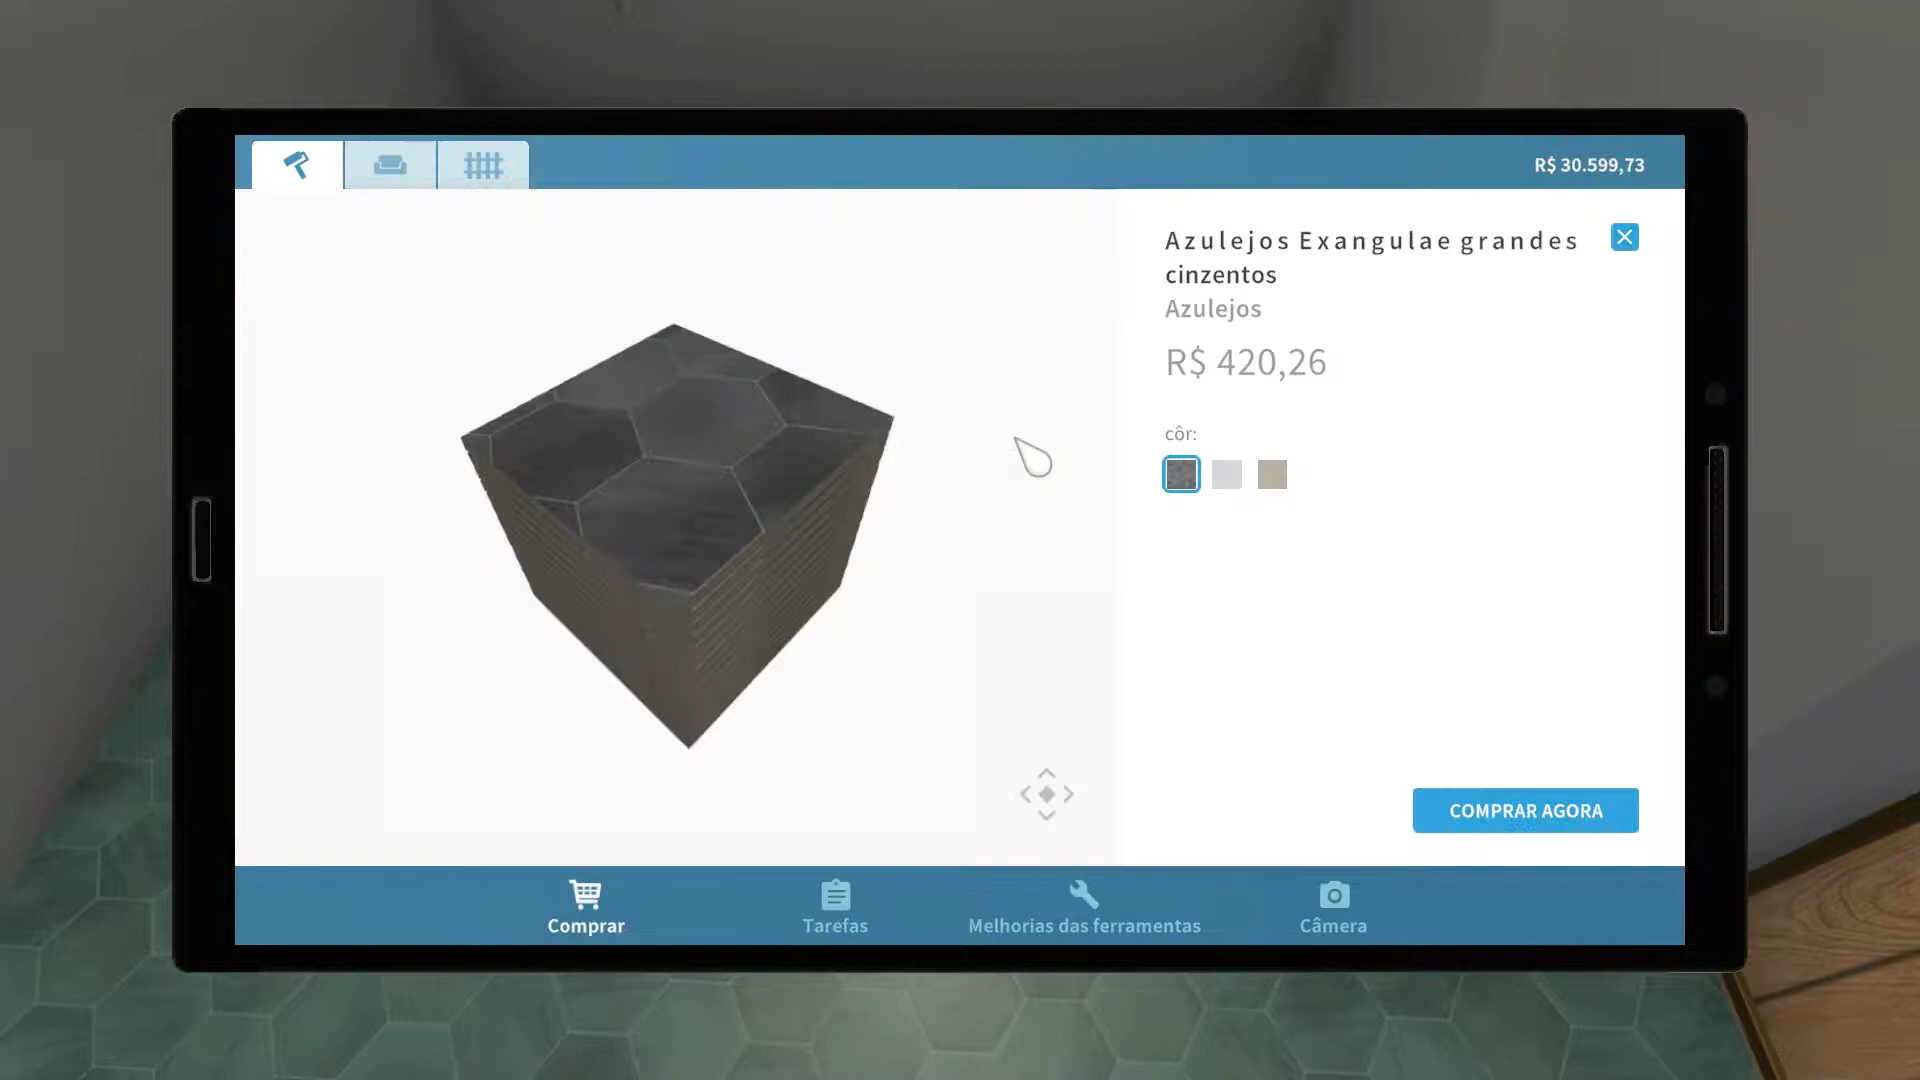 R$ 30.599,73
Azulejos Exangulae grandes
cinzentos
Azulejos
R$ 420,26
côr:
COMPRAR AGORA
Comprar
Tarefas
Melhorias das ferramentas
Câmera